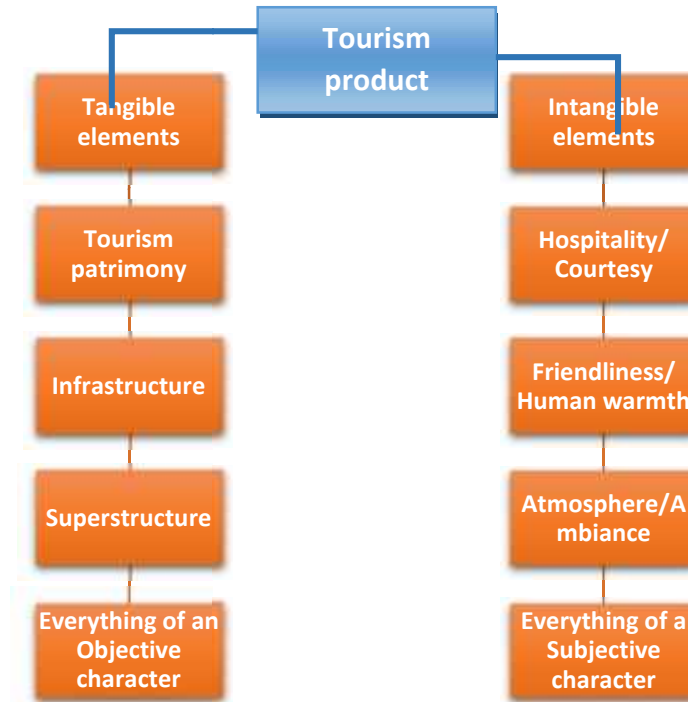 Tourism
product
Tangible
elements
Tourism
patrimony
Infrastructure
Superstructure
Everything of an
Objective
character
Intangible
elements
Hospitality/
Courtesy
Friendliness/
Human warmth
Atmosphere/A
mbiance
Everything of a
Subjective
character